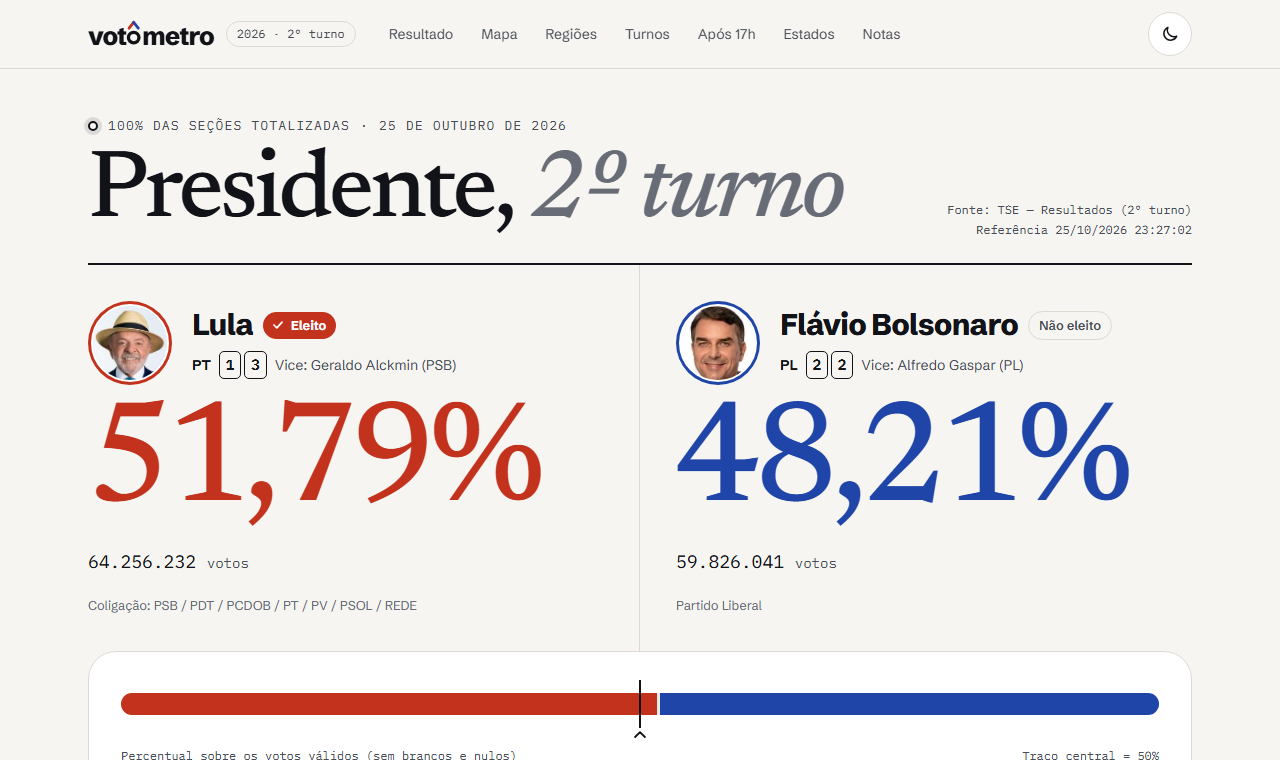 votômetro
2026 · 2º turno
Resultado Mapa Regiões Turnos Após 17h Estados Notas
100% DAS SEÇÕES TOTALIZADAS · 25 DE OUTUBRO DE 2026
Presidente, 2º turno
Fonte: TSE — Resultados (2º turno)
Referência 25/10/2026 23:27:02
Lula Eleito
PT 1 3 Vice: Geraldo Alckmin (PSB)
51,79%
64.256.232 votos
Coligação: PSB / PDT / PCDOB / PT / PV / PSOL / REDE
Flávio Bolsonaro Não eleito
PL 2 2 Vice: Alfredo Gaspar (PL)
48,21%
59.826.041 votos
Partido Liberal
Percentual sobre os votos válidos (sem brancos e nulos)
Traço central = 50%